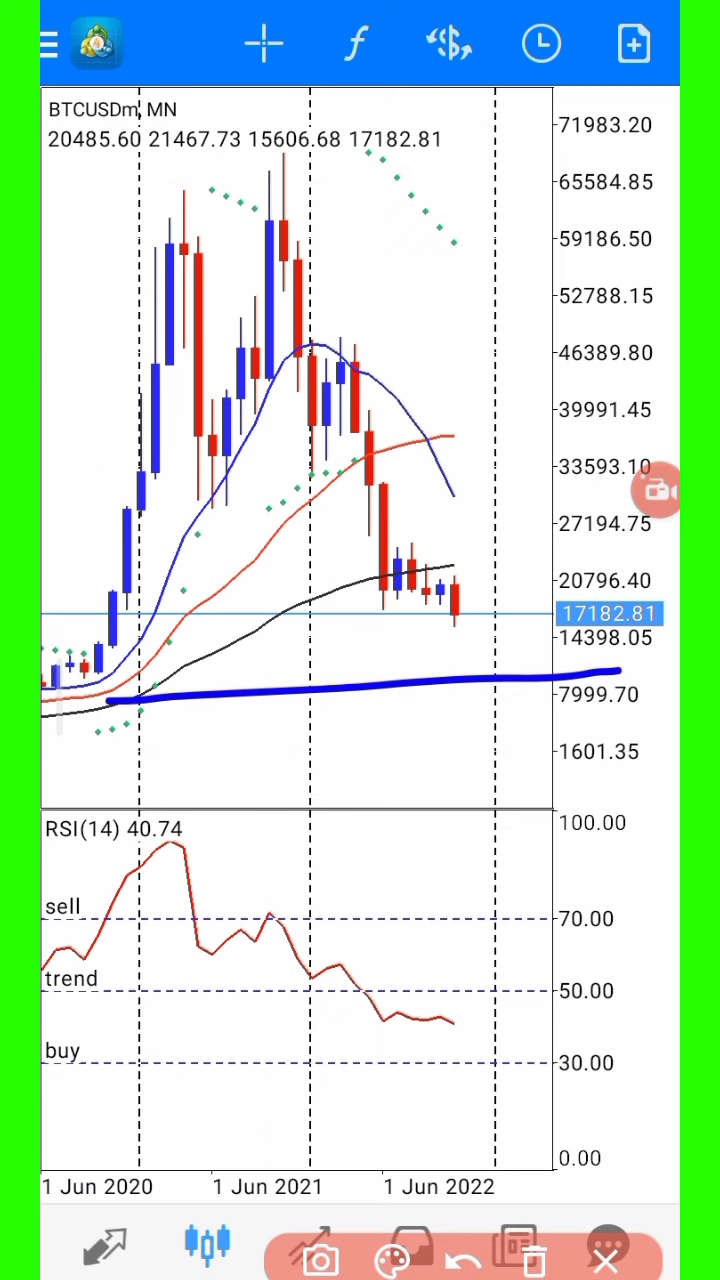 BTCUSDm, MN
20485.60 21467.73 15606.68 17182.81
71983.20
65584.85
59186.50
52788.15
46389.80
39991.45
33593.10
27194.75
20796.40
17182.81
14398.05
7999.70
1601.35
RSI(14) 40.74
100.00
sell
70.00
trend
50.00
buy
30.00
0.00
1 Jun 2020
1 Jun 2021
1 Jun 2022